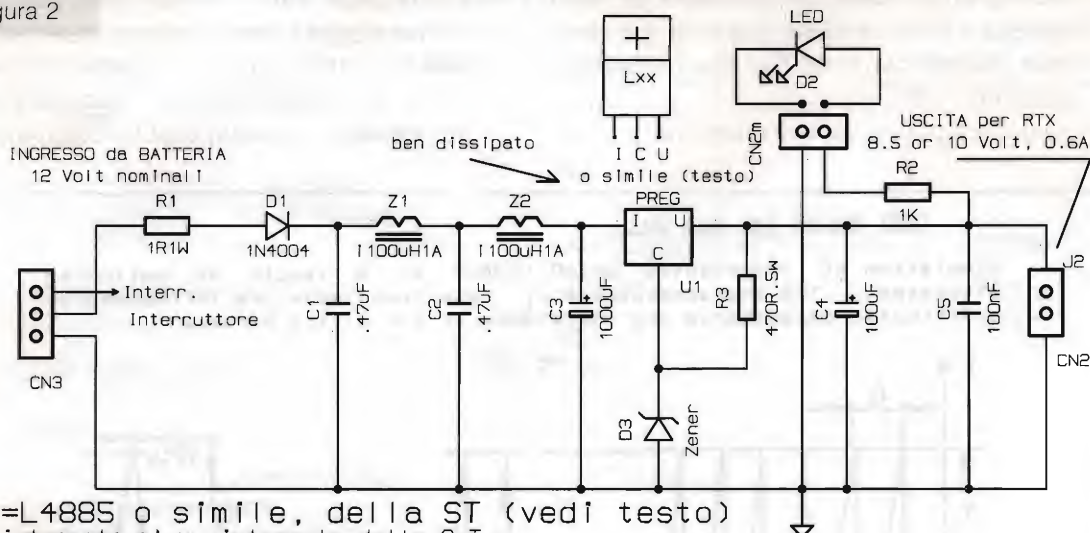 gura 2
LED
D2
+
Lxx
I C U
o simile (testo)
ben dissipato
CN2m
USCITA per RTX
8.5 or 10 Volt, 0.6A
INGRESSO da BATTERIA
12 Volt nominali
R1
1R1W
D1
1N4004
Z1
I100uH1A
Z2
I100uH1A
PREG
I U
C
U1
R2
1K
J2
CN2
Interr.
Interruttore
CN3
C1
.47uF
C2
.47uF
C3
1000uF
R3
470R.5W
C4
100uF
C5
100nF
D3
Zener
=L4885 o simile, della ST (vedi testo)